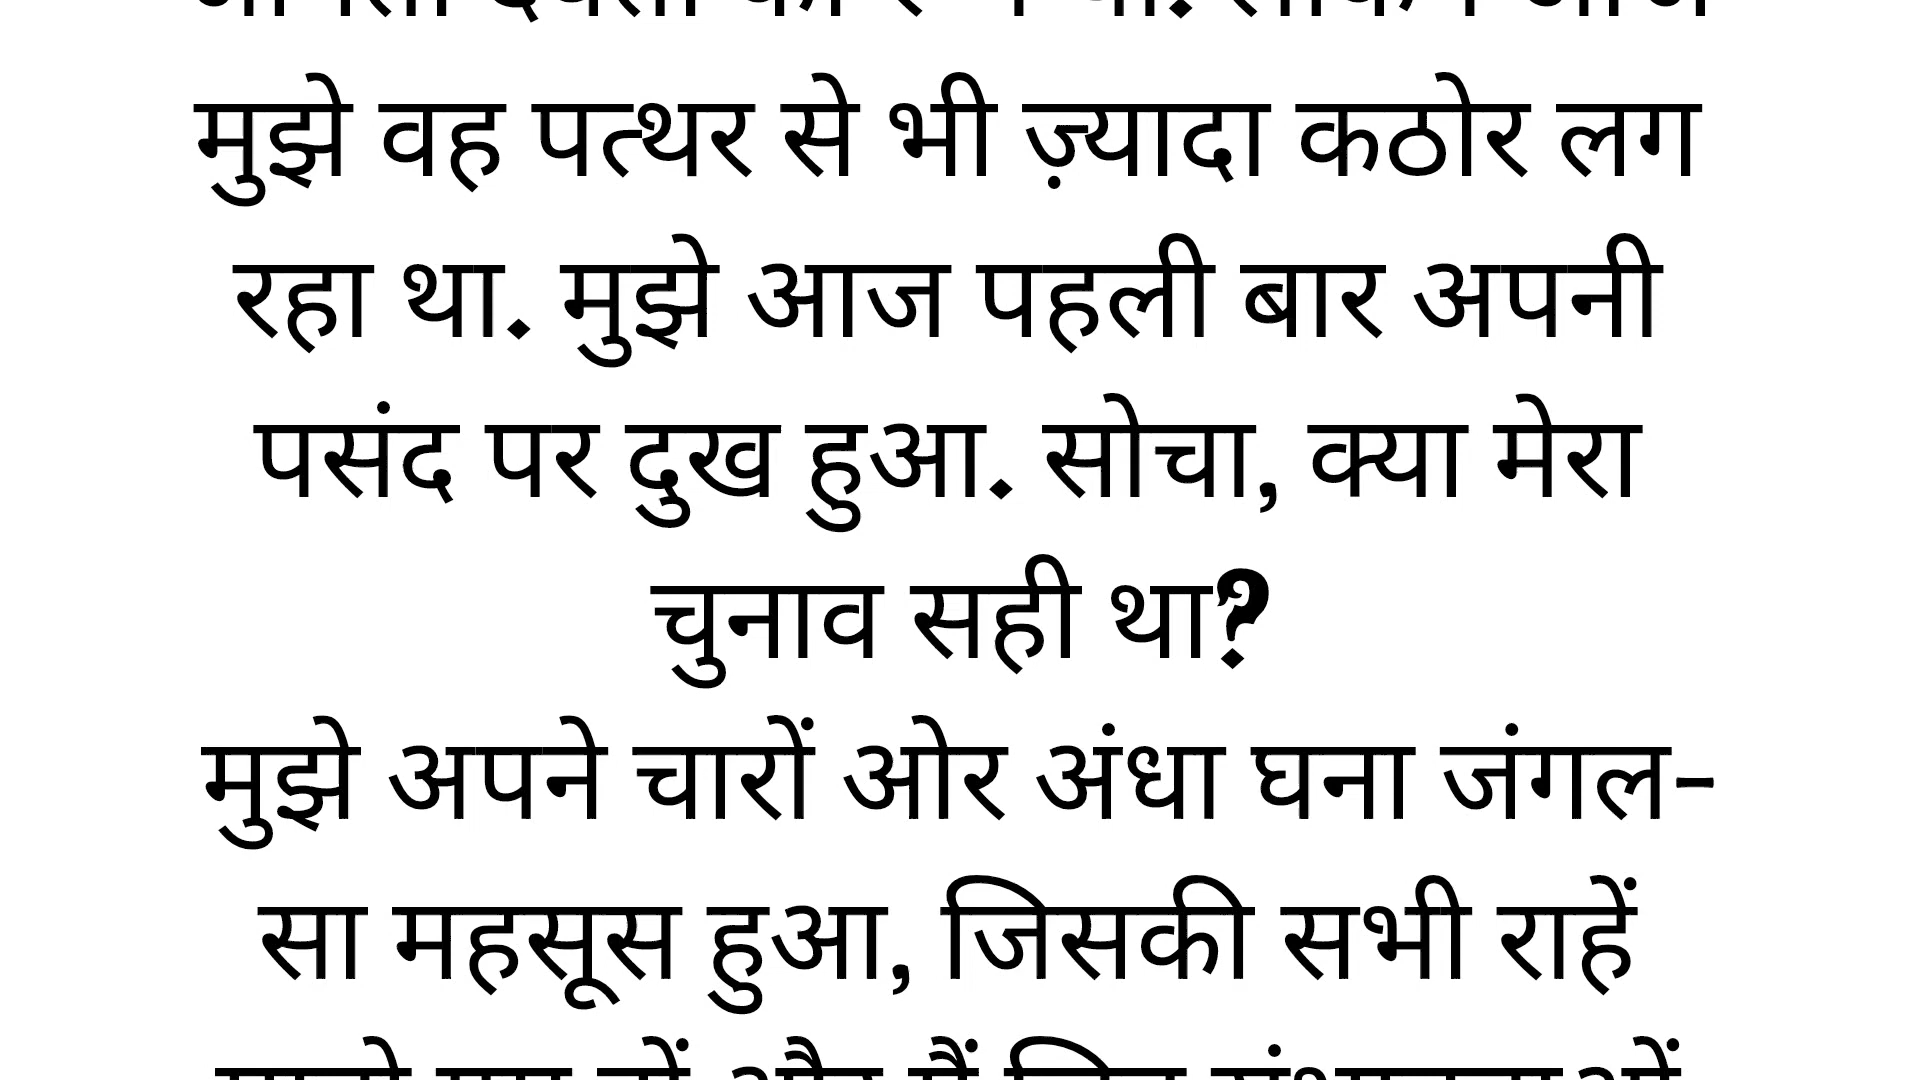 मुझे वह पत्थर से भी ज़्यादा कठोर लग
रहा था. मुझे आज पहली बार अपनी
पसंद पर दुख हुआ. सोचा, क्या मेरा
चुनाव सही था?
मुझे अपने चारों ओर अंधा घना जंगल-
सा महसूस हुआ, जिसकी सभी राहें